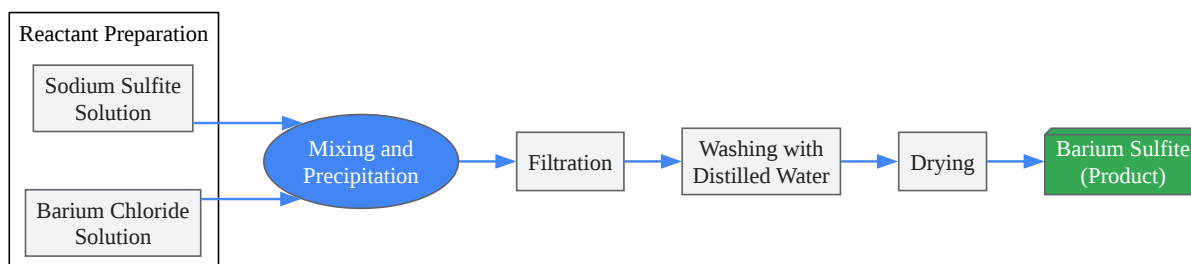 Reactant Preparation
Sodium Sulfite
Solution
Barium Chloride
Solution
Mixing and
Precipitation
Filtration
Washing with
Distilled Water
Drying
Barium Sulfite
(Product)